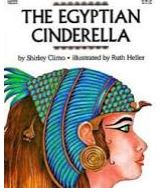 THE EGYPTIAN
CINDERELLA
by Shirley Climo • illustrated by Ruth Heller